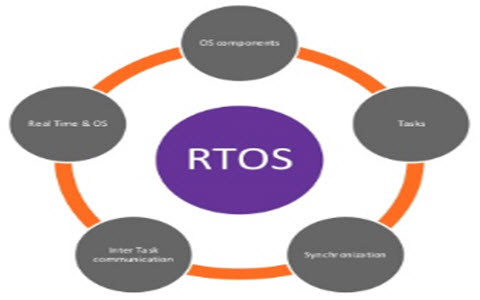 OS components
Real Time & OS
Tasks
RTOS
Inter Task
communication
Synchronization